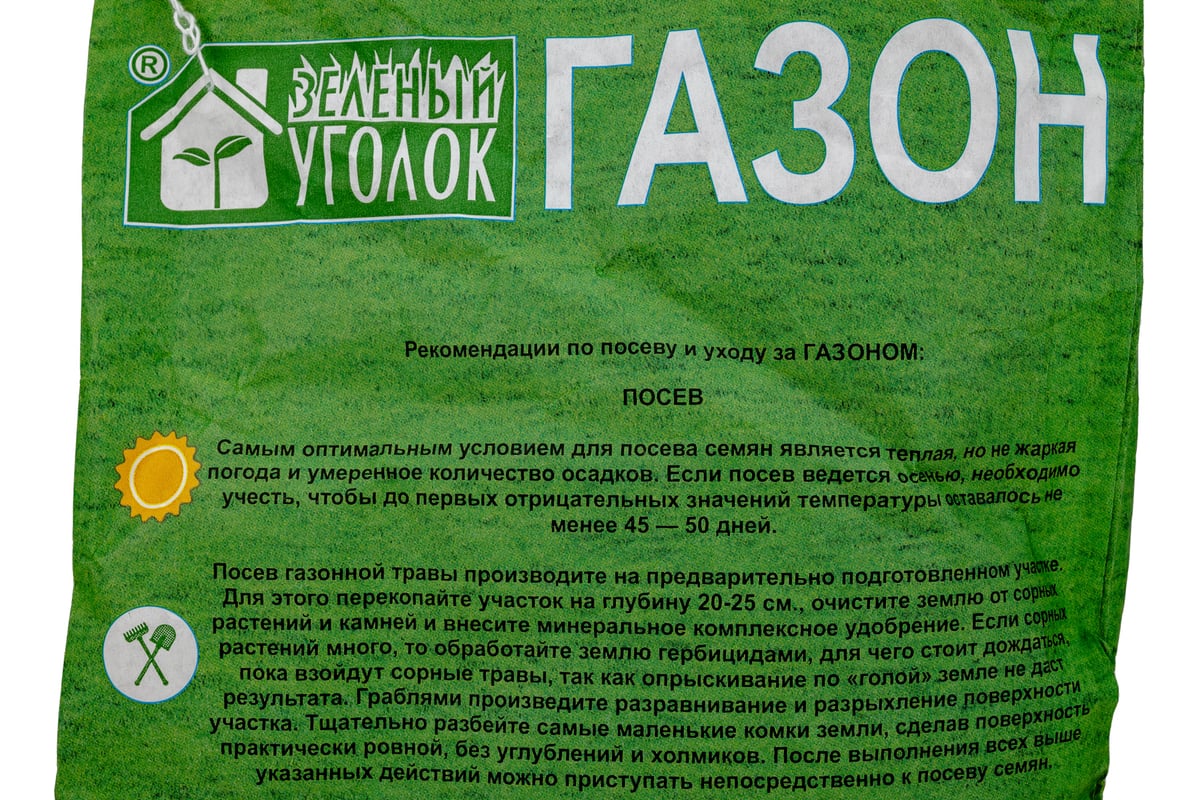 ®
ЗЕЛЕНЫЙ
УГОЛОК
ГАЗОН
Рекомендации по посеву и уходу за ГАЗОНОМ:
ПОСЕВ
Самым оптимальным условием для посева семян является теплая, но не жаркая
погода и умеренное количество осадков. Если посев ведется осенью, необходимо
учесть, чтобы до первых отрицательных значений температуры оставалось не
менее 45 — 50 дней.
Посев газонной травы производите на предварительно подготовленном участке.
Для этого перекопайте участок на глубину 20-25 см., очистите землю от сорных
растений и камней и внесите минеральное комплексное удобрение. Если сорных
растений много, то обработайте землю гербицидами, для чего стоит дождаться,
пока взойдут сорные травы, так как опрыскивание по «голой» земле не даст
результата. Граблями произведите разравнивание и разрыхление поверхности
участка. Тщательно разбейте самые маленькие комки земли, сделав поверхность
практически ровной, без углублений и холмиков. После выполнения всех выше
указанных действий можно приступать непосредственно к посеву семян.